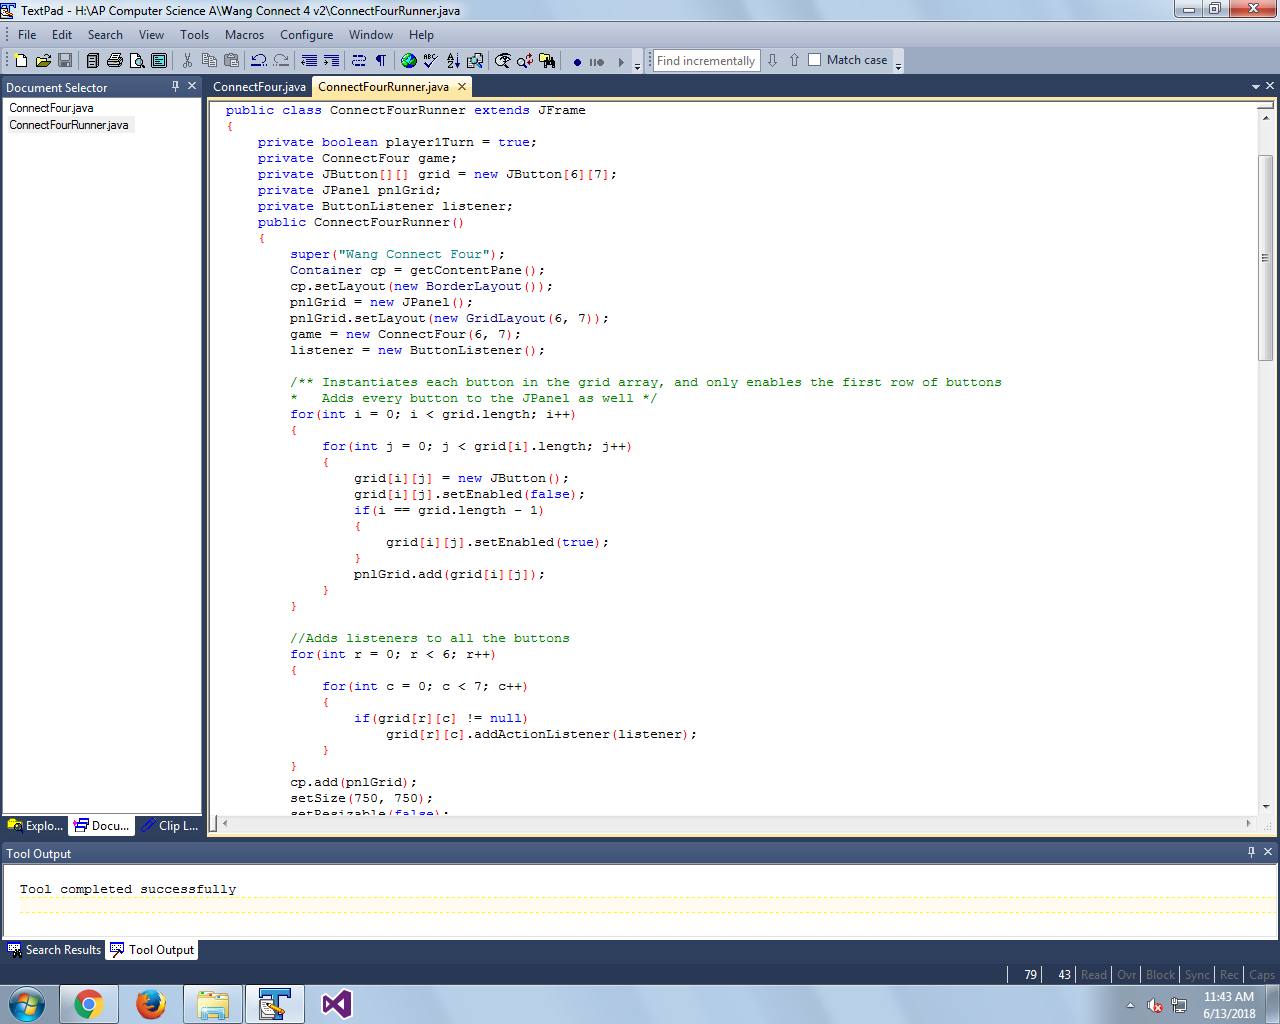 TextPad - H:\AP Computer Science A\Wang Connect 4 v2\ConnectFourRunner.java
File Edit Search View Tools Macros Configure Window Help
Find incrementally Match case
Document Selector
ConnectFour.java
ConnectFourRunner.java
ConnectFour.java ConnectFourRunner.java
public class ConnectFourRunner extends JFrame
{
    private boolean player1Turn = true;
    private ConnectFour game;
    private JButton[][] grid = new JButton[6][7];
    private JPanel pnlGrid;
    private ButtonListener listener;
    public ConnectFourRunner()
    {
        super("Wang Connect Four");
        Container cp = getContentPane();
        cp.setLayout(new BorderLayout());
        pnlGrid = new JPanel();
        pnlGrid.setLayout(new GridLayout(6, 7));
        game = new ConnectFour(6, 7);
        listener = new ButtonListener();
        /** Instantiates each button in the grid array, and only enables the first row of buttons
        *   Adds every button to the JPanel as well */
        for(int i = 0; i < grid.length; i++)
        {
            for(int j = 0; j < grid[i].length; j++)
            {
                grid[i][j] = new JButton();
                grid[i][j].setEnabled(false);
                if(i == grid.length - 1)
                {
                    grid[i][j].setEnabled(true);
                }
                pnlGrid.add(grid[i][j]);
            }
        }
        //Adds listeners to all the buttons
        for(int r = 0; r < 6; r++)
        {
            for(int c = 0; c < 7; c++)
            {
                if(grid[r][c] != null)
                    grid[r][c].addActionListener(listener);
            }
        }
        cp.add(pnlGrid);
        setSize(750, 750);
        setResizable(false);
Explo... Docu... Clip L...
Tool Output
Tool completed successfully
Search Results Tool Output
79 43 Read Ovr Block Sync Rec Caps
11:43 AM
6/13/2018